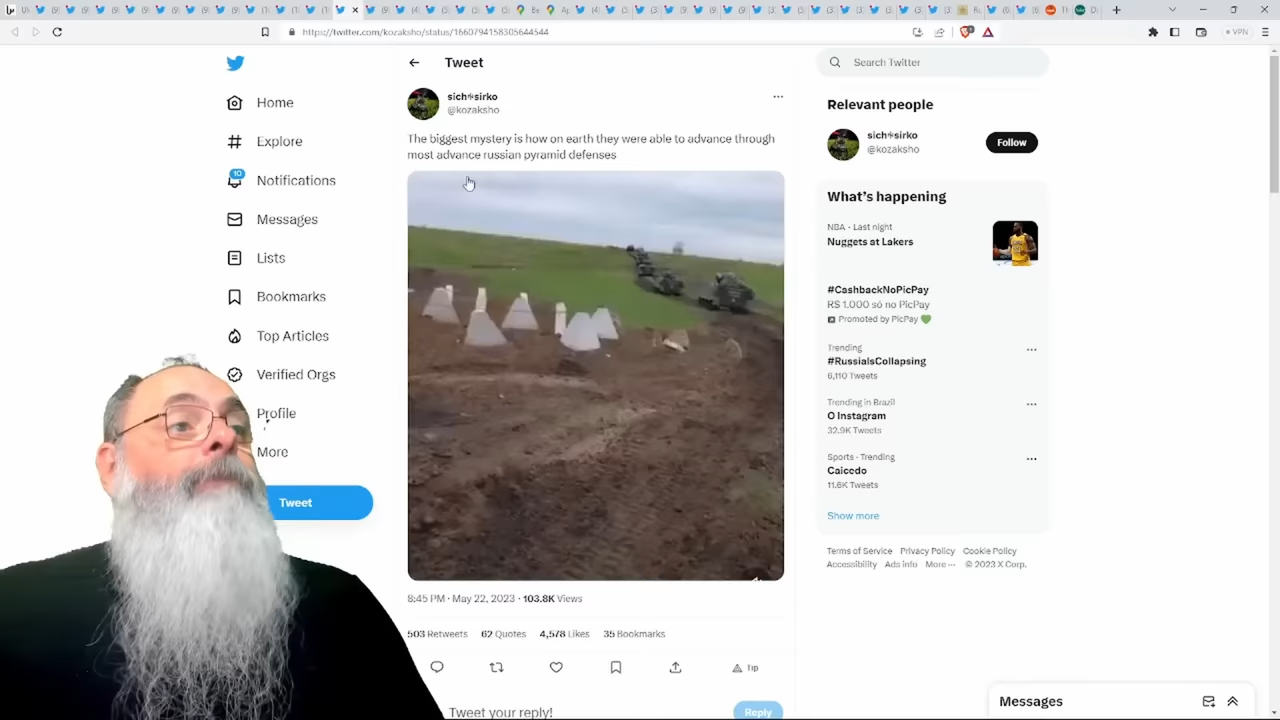 https://twitter.com/kozaksho/status/1660794158305644544
VPN
Home
Explore
10
Notifications
Messages
Lists
Bookmarks
Top Articles
Verified Orgs
Profile
More
Tweet
Tweet
sich✙sirko
@kozaksho
The biggest mystery is how on earth they were able to advance through
most advance russian pyramid defenses
8:45 PM · May 22, 2023 · 103.8K Views
503 Retweets 62 Quotes 4,578 Likes 35 Bookmarks
Tip
Tweet your reply!
Reply
Search Twitter
Relevant people
sich✙sirko
@kozaksho
Follow
What's happening
NBA · Last night
Nuggets at Lakers
#CashbackNoPicPay
R$ 1.000 só no PicPay
Promoted by PicPay 💚
Trending
#RussiaIsCollapsing
6,110 Tweets
Trending in Brazil
O Instagram
32.9K Tweets
Sports · Trending
Caicedo
11.6K Tweets
Show more
Terms of Service Privacy Policy Cookie Policy
Accessibility Ads info More ··· © 2023 X Corp.
Messages